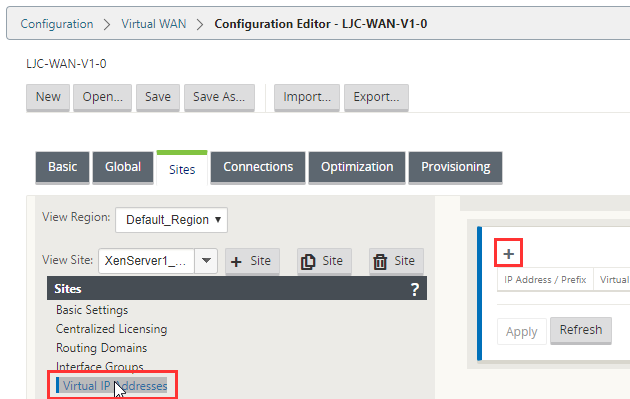 Configuration > Virtual WAN > Configuration Editor - LJC-WAN-V1-0
LJC-WAN-V1-0
New Open... Save Save As... Import... Export...
Basic Global Sites Connections Optimization Provisioning
View Region: Default_Region
View Site: XenServer1_... + Site Site Site
Sites ?
Basic Settings
Centralized Licensing
Routing Domains
Interface Groups
Virtual IP Addresses
+
IP Address / Prefix Virtual
Apply Refresh